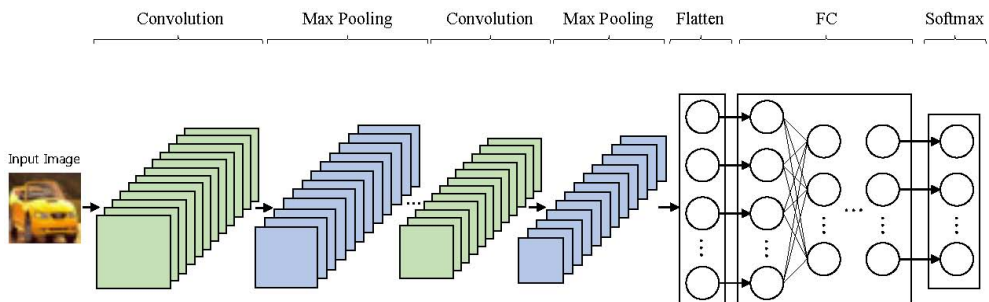 Convolution
Max Pooling
Convolution
Max Pooling
Flatten
FC
Softmax
Input Image